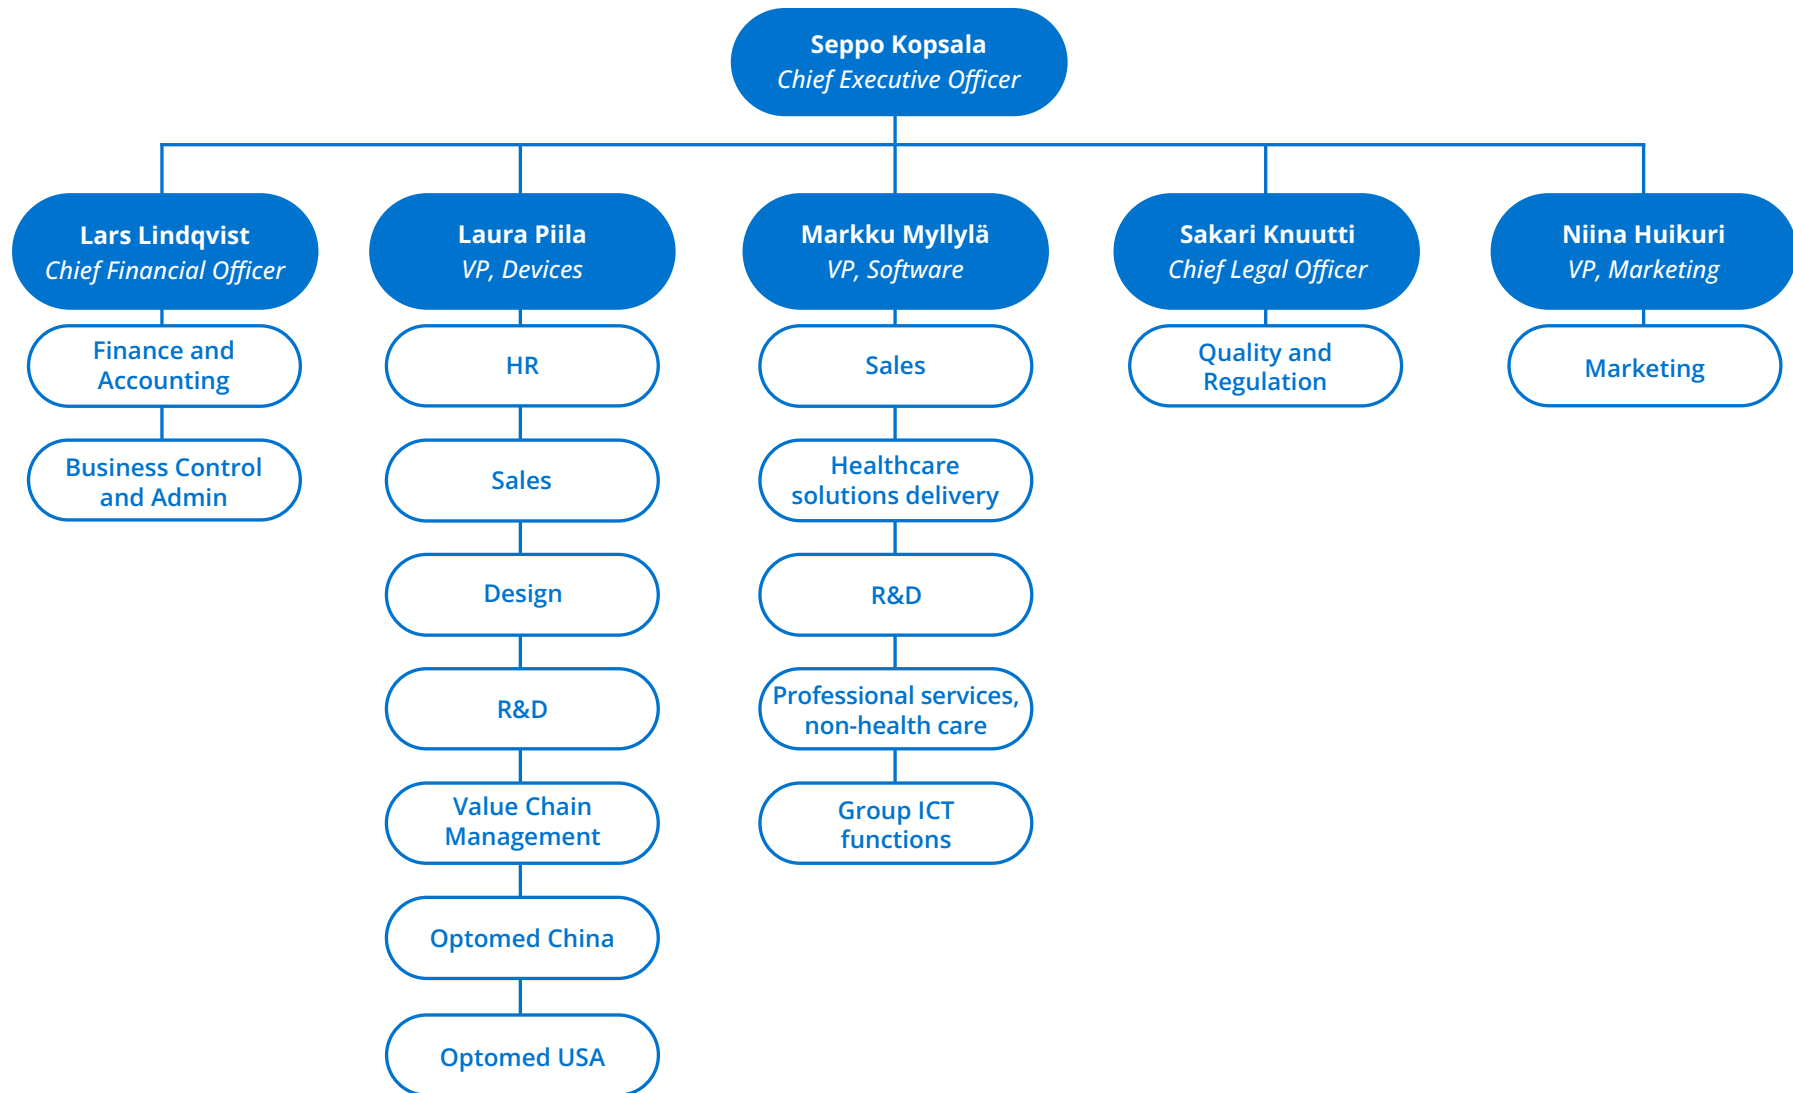 Seppo Kopsala
Chief Executive Officer
Lars Lindqvist
Chief Financial Officer
Finance and
Accounting
Business Control
and Admin
Laura Piila
VP, Devices
HR
Sales
Design
R&D
Value Chain
Management
Optomed China
Optomed USA
Markku Myllylä
VP, Software
Sales
Healthcare
solutions delivery
R&D
Professional services,
non-health care
Group ICT
functions
Sakari Knuutti
Chief Legal Officer
Quality and
Regulation
Niina Huikuri
VP, Marketing
Marketing